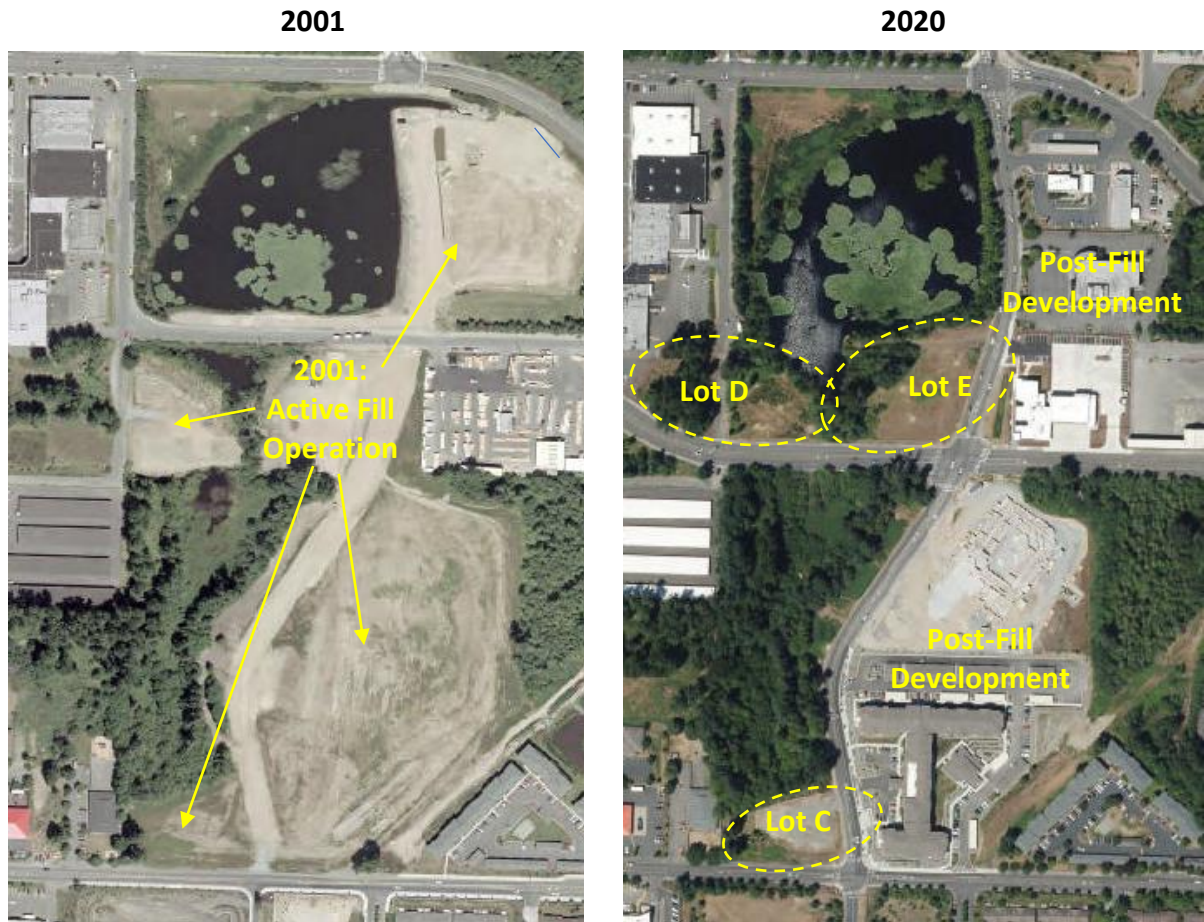 2001
2020
2001:
Active Fill
Operation
Post-Fill
Development
Lot D
Lot E
Post-Fill
Development
Lot C